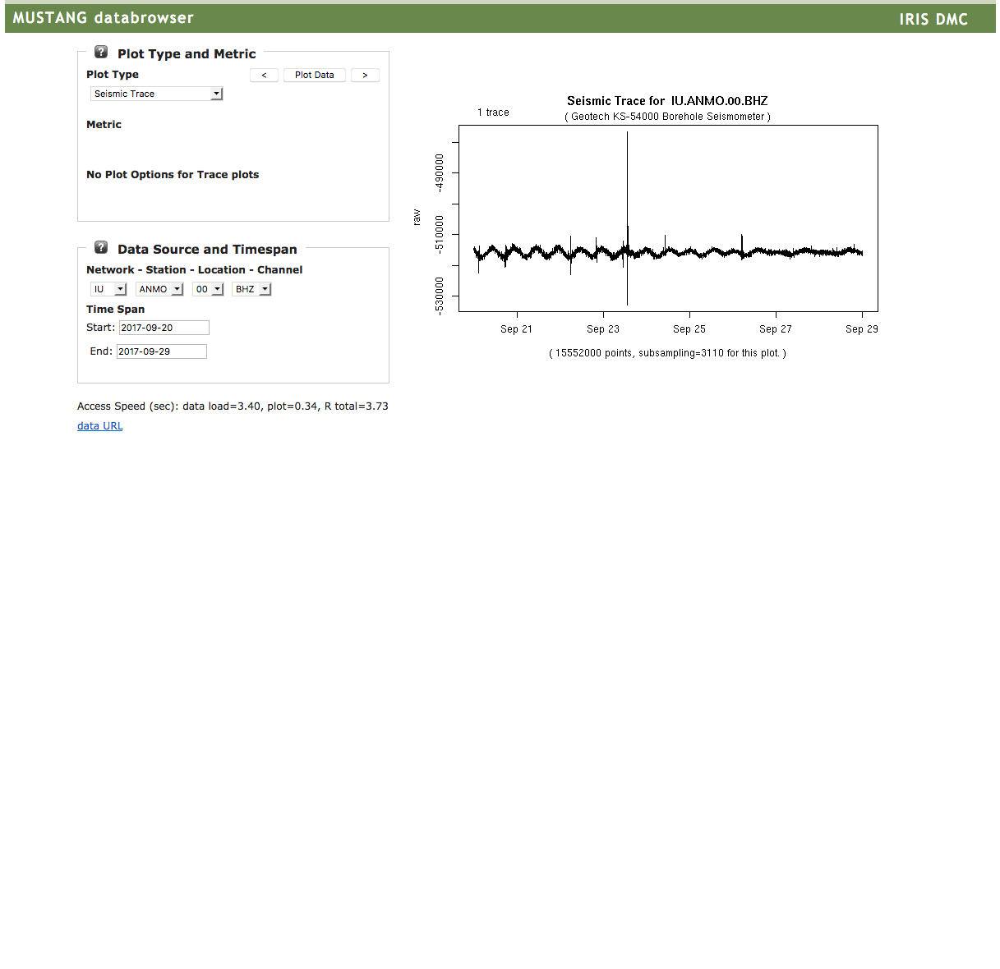 MUSTANG databrowser
IRIS DMC
? Plot Type and Metric
Plot Type
< Plot Data >
Seismic Trace
Metric
No Plot Options for Trace plots
? Data Source and Timespan
Network - Station - Location - Channel
IU ANMO 00 BHZ
Time Span
Start: 2017-09-20
End: 2017-09-29
Access Speed (sec): data load=3.40, plot=0.34, R total=3.73
data URL
Seismic Trace for IU.ANMO.00.BHZ
1 trace
( Geotech KS-54000 Borehole Seismometer )
raw
-490000
-510000
-530000
Sep 21 Sep 23 Sep 25 Sep 27 Sep 29
( 15552000 points, subsampling=3110 for this plot. )